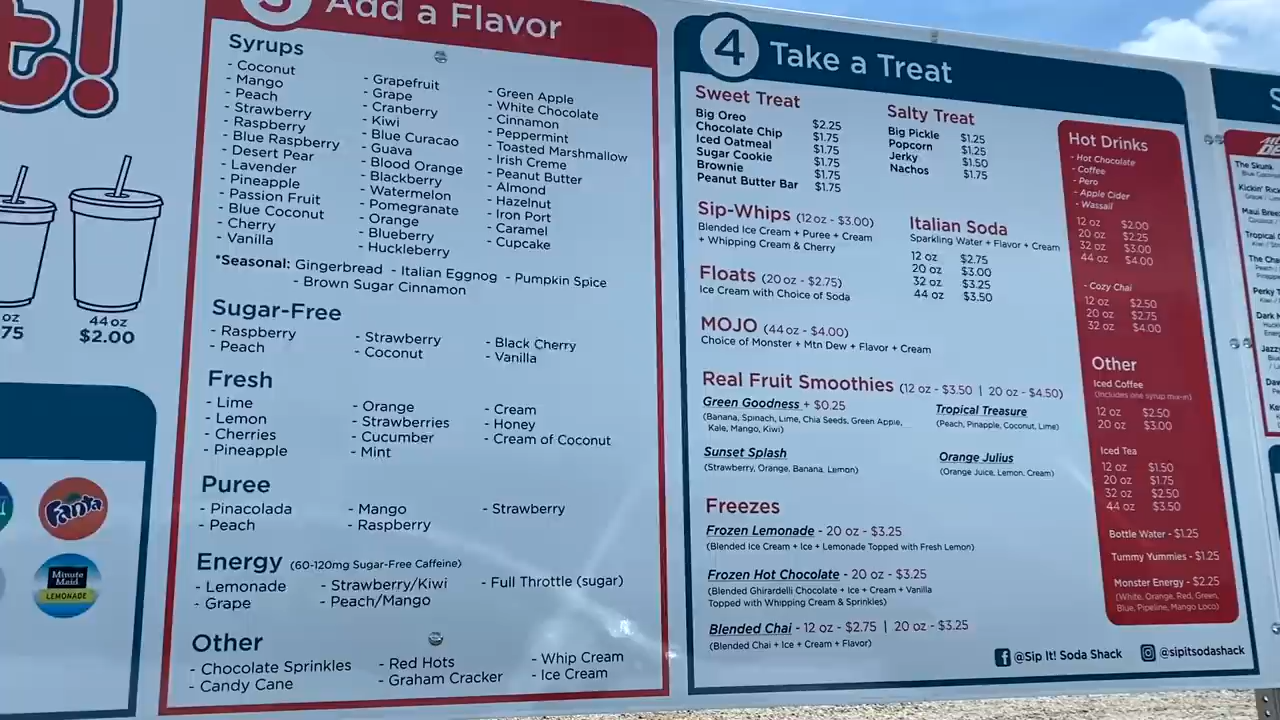 t!
oz
75
44 oz
$2.00
Fanta
Minute Maid
LEMONADE
3 Add a Flavor
Syrups
- Coconut
- Mango
- Peach
- Strawberry
- Raspberry
- Blue Raspberry
- Desert Pear
- Lavender
- Pineapple
- Passion Fruit
- Blue Coconut
- Cherry
- Vanilla
- Grapefruit
- Grape
- Cranberry
- Kiwi
- Blue Curacao
- Guava
- Blood Orange
- Blackberry
- Watermelon
- Pomegranate
- Orange
- Blueberry
- Huckleberry
- Green Apple
- White Chocolate
- Cinnamon
- Peppermint
- Toasted Marshmallow
- Irish Creme
- Peanut Butter
- Almond
- Hazelnut
- Iron Port
- Caramel
- Cupcake
*Seasonal: Gingerbread - Italian Eggnog - Pumpkin Spice
- Brown Sugar Cinnamon
Sugar-Free
- Raspberry
- Peach
- Strawberry
- Coconut
- Black Cherry
- Vanilla
Fresh
- Lime
- Lemon
- Cherries
- Pineapple
- Orange
- Strawberries
- Cucumber
- Mint
- Cream
- Honey
- Cream of Coconut
Puree
- Pinacolada
- Peach
- Mango
- Raspberry
- Strawberry
Energy (60-120mg Sugar-Free Caffeine)
- Lemonade
- Grape
- Strawberry/Kiwi
- Peach/Mango
- Full Throttle (sugar)
Other
- Chocolate Sprinkles
- Candy Cane
- Red Hots
- Graham Cracker
- Whip Cream
- Ice Cream
4 Take a Treat
Sweet Treat
Big Oreo $2.25
Chocolate Chip $1.75
Iced Oatmeal $1.75
Sugar Cookie $1.75
Brownie $1.75
Peanut Butter Bar $1.75
Salty Treat
Big Pickle $1.25
Popcorn $1.25
Jerky $1.50
Nachos $1.75
Sip-Whips (12 oz - $3.00)
Blended Ice Cream + Puree + Cream
+ Whipping Cream & Cherry
Italian Soda
Sparkling Water + Flavor + Cream
12 oz $2.75
20 oz $3.00
32 oz $3.25
44 oz $3.50
Floats (20 oz - $2.75)
Ice Cream with Choice of Soda
MOJO (44 oz - $4.00)
Choice of Monster + Mtn Dew + Flavor + Cream
Real Fruit Smoothies (12 oz - $3.50 | 20 oz - $4.50)
Green Goodness + $0.25
(Banana, Spinach, Lime, Chia Seeds, Green Apple,
Kale, Mango, Kiwi)
Tropical Treasure
(Peach, Pinapple, Coconut, Lime)
Sunset Splash
(Strawberry, Orange, Banana, Lemon)
Orange Julius
(Orange Juice, Lemon, Cream)
Freezes
Frozen Lemonade - 20 oz - $3.25
(Blended Ice Cream + Ice + Lemonade Topped with Fresh Lemon)
Frozen Hot Chocolate - 20 oz - $3.25
(Blended Ghirardelli Chocolate + Ice + Cream + Vanilla
Topped with Whipping Cream & Sprinkles)
Blended Chai - 12 oz - $2.75 | 20 oz - $3.25
(Blended Chai + Ice + Cream + Flavor)
Hot Drinks
- Hot Chocolate
- Coffee
- Pero
- Apple Cider
- Wassail
12 oz $2.00
20 oz $2.25
32 oz $3.00
44 oz $4.00
- Cozy Chai
12 oz $2.50
20 oz $2.75
32 oz $4.00
Other
Iced Coffee
(Includes one syrup mix-in)
12 oz $2.50
20 oz $3.00
Iced Tea
12 oz $1.50
20 oz $1.75
32 oz $2.50
44 oz $3.50
Bottle Water - $1.25
Tummy Yummies - $1.25
Monster Energy - $2.25
(White, Orange, Red, Green,
Blue, Pipeline, Mango Loco)
@Sip It! Soda Shack @sipitsodashack
S
The Skunk
Kickin' Ric
Maui Bree
Tropical
The Cha
Perky
Dark
Jazz